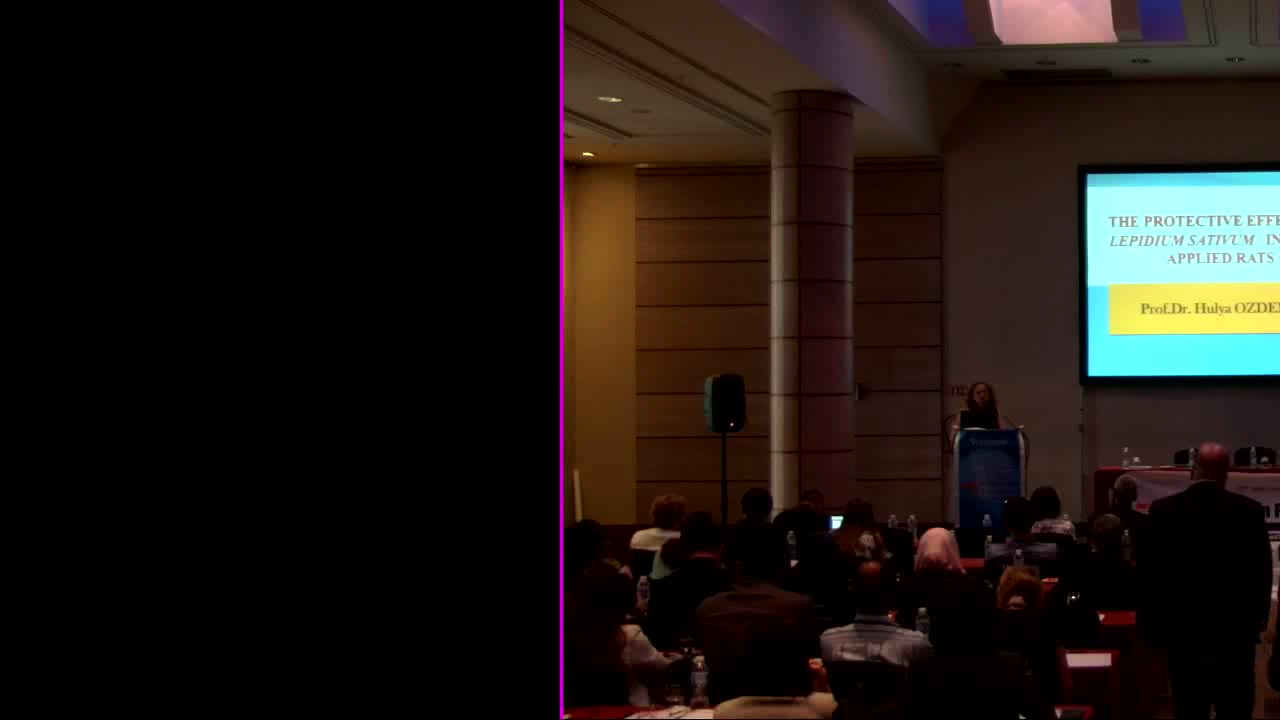 THE PROTECTIVE EFFE
LEPIDIUM SATIVUM IN
APPLIED RATS
Prof.Dr. Hulya OZDE